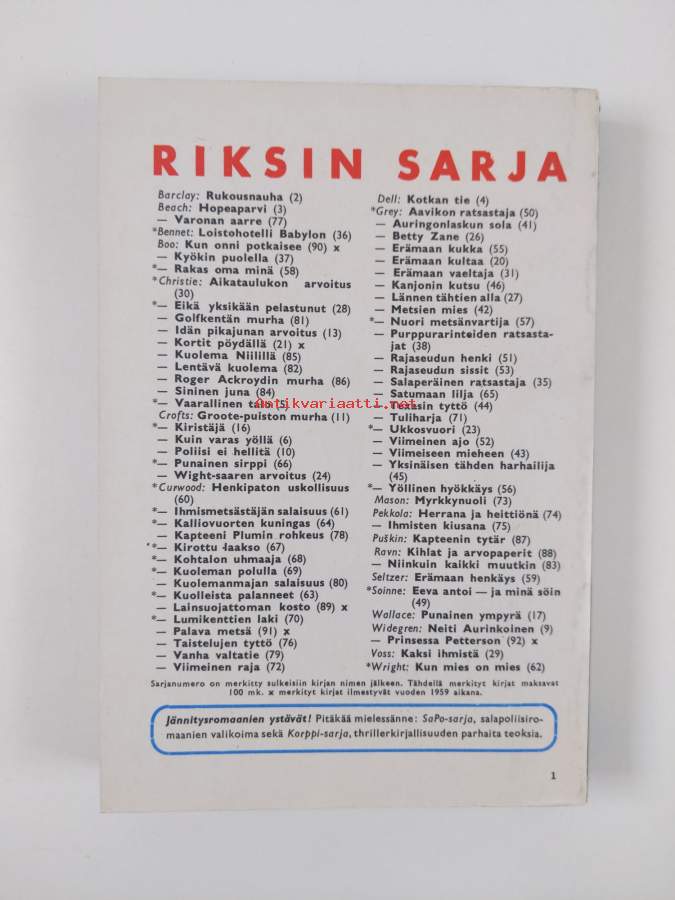 RIKSIN SARJA
Barclay: Rukousnauha (2)
Beach: Hopeaparvi (3)
— Varonan aarre (77)
*Bennet: Loistohotelli Babylon (36)
Boo: Kun onni potkaisee (90) x
— Kyökin puolella (37)
*— Rakas oma minä (58)
*Christie: Aikataulukon arvoitus
(30)
*— Eikä yksikään pelastunut (28)
— Golfkentän murha (81)
— Idän pikajunan arvoitus (13)
— Kortit pöydällä (21) x
— Kuolema Niilillä (85)
— Lentävä kuolema (82)
— Roger Ackroydin murha (86)
— Sininen juna (84)
*— Vaarallinen talo (5)
Crofts: Groote-puiston murha (11)
*— Kiristäjä (16)
— Kuin varas yöllä (6)
— Poliisi ei hellitä (10)
*— Punainen sirppi (66)
— Wight-saaren arvoitus (24)
*Curwood: Henkipaton uskollisuus
(60)
*— Ihmismetsästäjän salaisuus (61)
*— Kalliovuorten kuningas (64)
— Kapteeni Plumin rohkeus (78)
*— Kirottu laakso (67)
*— Kohtalon uhmaaja (68)
*— Kuoleman polulla (69)
— Kuolemanmajan salaisuus (80)
*— Kuolleista palanneet (63)
— Lainsuojattoman kosto (89) x
*— Lumikenttien laki (70)
— Palava metsä (91) x
— Taistelujen tyttö (76)
— Vanha valtatie (79)
— Viimeinen raja (72)
Dell: Kotkan tie (4)
*Grey: Aavikon ratsastaja (50)
— Auringonlaskun sola (41)
— Betty Zane (26)
— Erämaan kukka (55)
— Erämaan kultaa (20)
— Erämaan vaeltaja (31)
— Kanjonin kutsu (46)
— Lännen tähtien alla (27)
— Metsien mies (42)
*— Nuori metsänvartija (57)
— Purppurarinteiden ratsasta-
jat (38)
— Rajaseudun henki (51)
— Rajaseudun sissit (53)
— Salaperäinen ratsastaja (35)
— Satumaan lilja (65)
— Texasin tyttö (44)
— Tuliharja (71)
*— Ukkosvuori (23)
— Viimeinen ajo (52)
— Viimeiseen mieheen (43)
— Yksinäisen tähden harhailija
(45)
*— Yöllinen hyökkäys (56)
Mason: Myrkkynuoli (73)
Pekkola: Herrana ja heittiönä (74)
— Ihmisten kiusana (75)
Puškin: Kapteenin tytär (87)
Ravn: Kihlat ja arvopaperit (88)
— Niinkuin kaikki muutkin (83)
Seltzer: Erämaan henkäys (59)
*Soinne: Eeva antoi — ja minä söin
(49)
Wallace: Punainen ympyrä (17)
Widegren: Neiti Aurinkoinen (9)
— Prinsessa Petterson (92) x
Voss: Kaksi ihmistä (29)
*Wright: Kun mies on mies (62)
Antikvariaatti.net
Sarjanumero on merkitty sulkeisiin kirjan nimen jälkeen. Tähdellä merkityt kirjat maksavat
100 mk. x merkityt kirjat ilmestyvät vuoden 1959 aikana.
Jännitysromaanien ystävät! Pitäkää mielessänne: SaPo-sarja, salapoliisiro-
maanien valikoima sekä Korppi-sarja, thrillerkirjallisuuden parhaita teoksia.
1